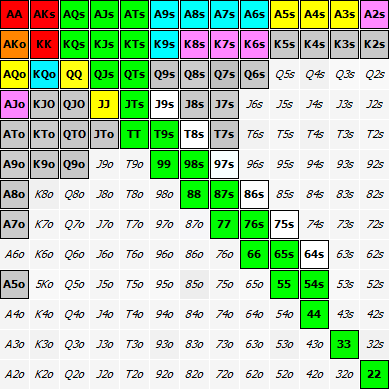 AA AKs AQs AJs ATs A9s A8s A7s A6s A5s A4s A3s A2s
AKo KK KQs KJs KTs K9s K8s K7s K6s K5s K4s K3s K2s
AQo KQo QQ QJs QTs Q9s Q8s Q7s Q6s Q5s Q4s Q3s Q2s
AJo KJO QJO JJ JTs J9s J8s J7s J6s J5s J4s J3s J2s
ATo KTo QTO JTo TT T9s T8s T7s T6s T5s T4s T3s T2s
A9o K9o Q9o J9o T9o 99 98s 97s 96s 95s 94s 93s 92s
A8o K8o Q8o J8o T8o 98o 88 87s 86s 85s 84s 83s 82s
A7o K7o Q7o J7o T7o 97o 87o 77 76s 75s 74s 73s 72s
A6o K6o Q6o J6o T6o 96o 86o 76o 66 65s 64s 63s 62s
A5o 5Ko Q5o J5o T5o 95o 85o 75o 65o 55 54s 53s 52s
A4o K4o Q4o J4o T4o 94o 84o 74o 64o 54o 44 43s 42s
A3o K3o Q3o J3o T3o 93o 83o 73o 63o 53o 43o 33 32s
A2o K2o Q2o J2o T2o 92o 82o 72o 62o 52o 42o 32o 22